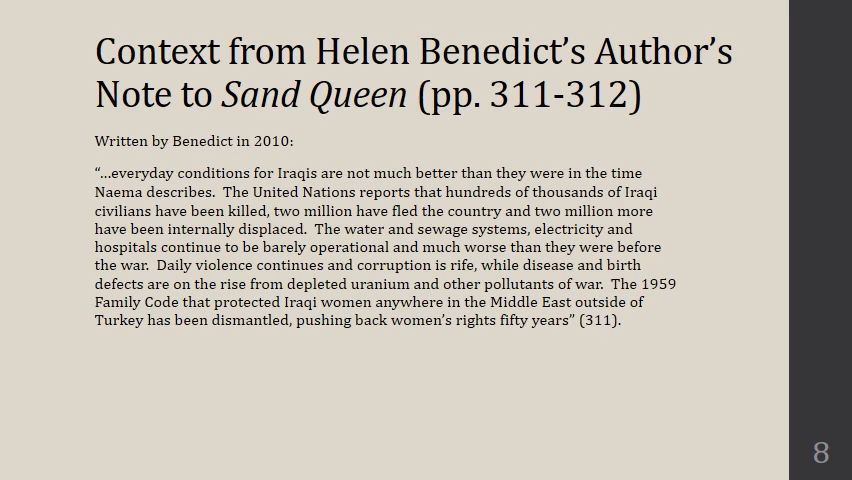 Context from Helen Benedict’s Author’s
Note to Sand Queen (pp. 311-312)
Written by Benedict in 2010:
“…everyday conditions for Iraqis are not much better than they were in the time
Naema describes.  The United Nations reports that hundreds of thousands of Iraqi
civilians have been killed, two million have fled the country and two million more
have been internally displaced.  The water and sewage systems, electricity and
hospitals continue to be barely operational and much worse than they were before
the war.  Daily violence continues and corruption is rife, while disease and birth
defects are on the rise from depleted uranium and other pollutants of war.  The 1959
Family Code that protected Iraqi women anywhere in the Middle East outside of
Turkey has been dismantled, pushing back women’s rights fifty years” (311).
8